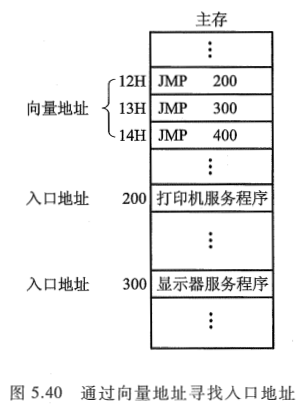 主存
⋮
12H JMP 200
向量地址 13H JMP 300
14H JMP 400
⋮
入口地址 200 打印机服务程序
⋮
入口地址 300 显示器服务程序
⋮
图 5.40 通过向量地址寻找入口地址